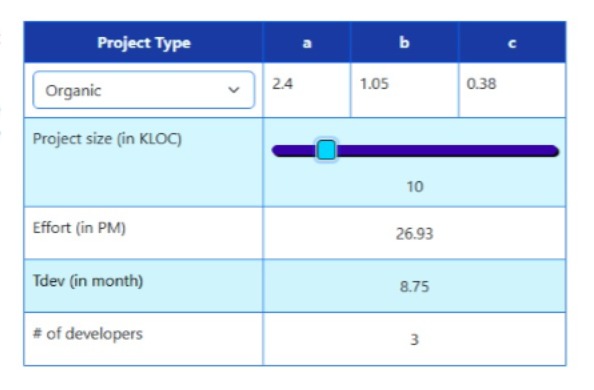 Project Type a b c
Organic 2.4 1.05 0.38
Project size (in KLOC)
10
Effort (in PM) 26.93
Tdev (in month) 8.75
# of developers 3